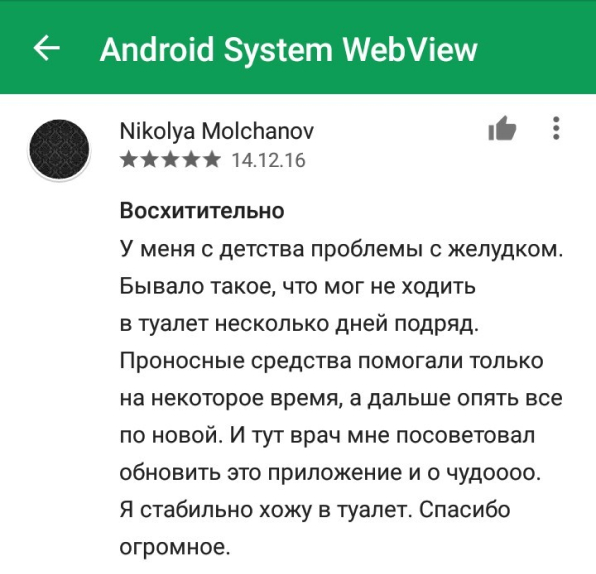 Android System WebView
Nikolya Molchanov
★★★★★ 14.12.16
Восхитительно
У меня с детства проблемы с желудком.
Бывало такое, что мог не ходить
в туалет несколько дней подряд.
Проносные средства помогали только
на некоторое время, а дальше опять все
по новой. И тут врач мне посоветовал
обновить это приложение и о чудоооо.
Я стабильно хожу в туалет. Спасибо
огромное.